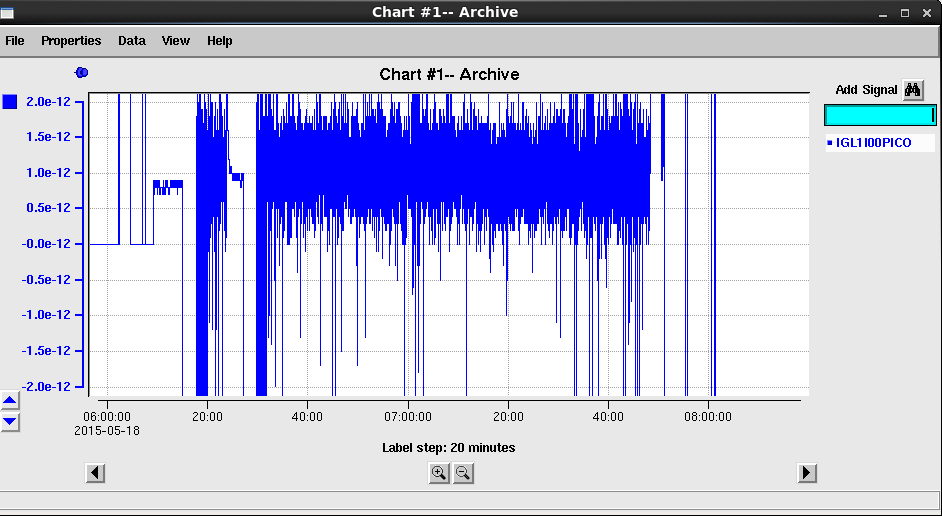 Chart #1-- Archive
File Properties Data View Help
Chart #1-- Archive
Add Signal
IGL1I00PICO
2.0e-12
1.5e-12
1.0e-12
0.5e-12
-0.0e-12
-0.5e-12
-1.0e-12
-1.5e-12
-2.0e-12
06:00:00 20:00 40:00 07:00:00 20:00 40:00 08:00:00
2015-05-18
Label step: 20 minutes